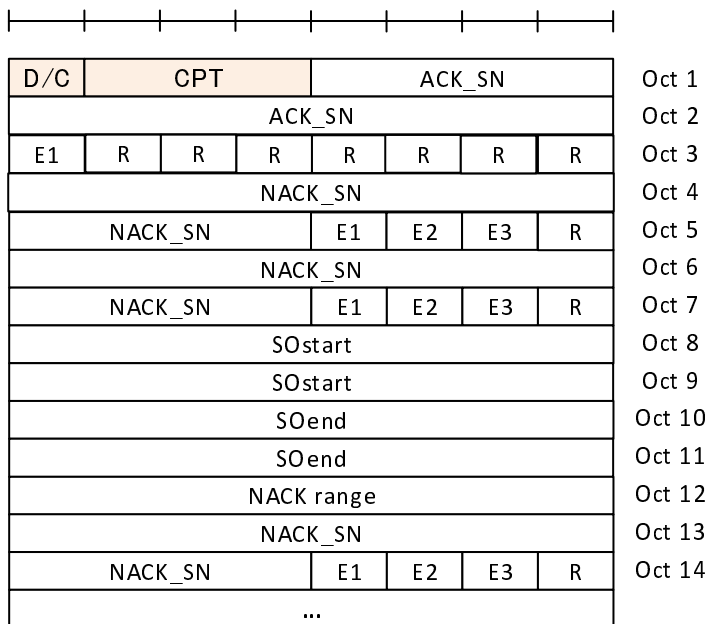 D/C CPT ACK_SN Oct 1
ACK_SN Oct 2
E1 R R R R R R R Oct 3
NACK_SN Oct 4
NACK_SN E1 E2 E3 R Oct 5
NACK_SN Oct 6
NACK_SN E1 E2 E3 R Oct 7
SOstart Oct 8
SOstart Oct 9
SOend Oct 10
SOend Oct 11
NACK range Oct 12
NACK_SN Oct 13
NACK_SN E1 E2 E3 R Oct 14
...